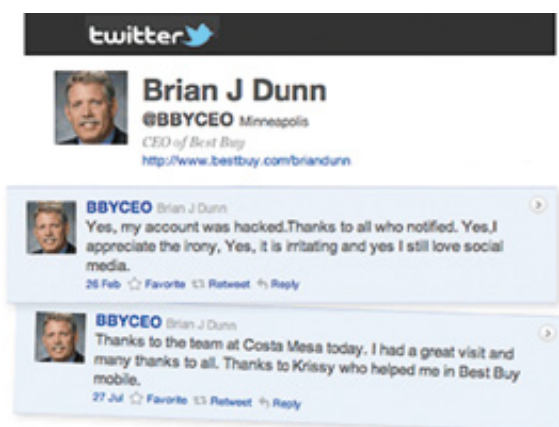 twitter
Brian J Dunn
@BBYCEO Minneapolis
CEO of Best Buy
http://www.bestbuy.com/briandunn
BBYCEO Brian J Dunn
Yes, my account was hacked.Thanks to all who notified. Yes,I
appreciate the irony, Yes, it is irritating and yes I still love social
media.
26 Feb Favorite Retweet Reply
BBYCEO Brian J Dunn
Thanks to the team at Costa Mesa today. I had a great visit and
many thanks to all. Thanks to Krissy who helped me in Best Buy
mobile.
27 Jul Favorite Retweet Reply